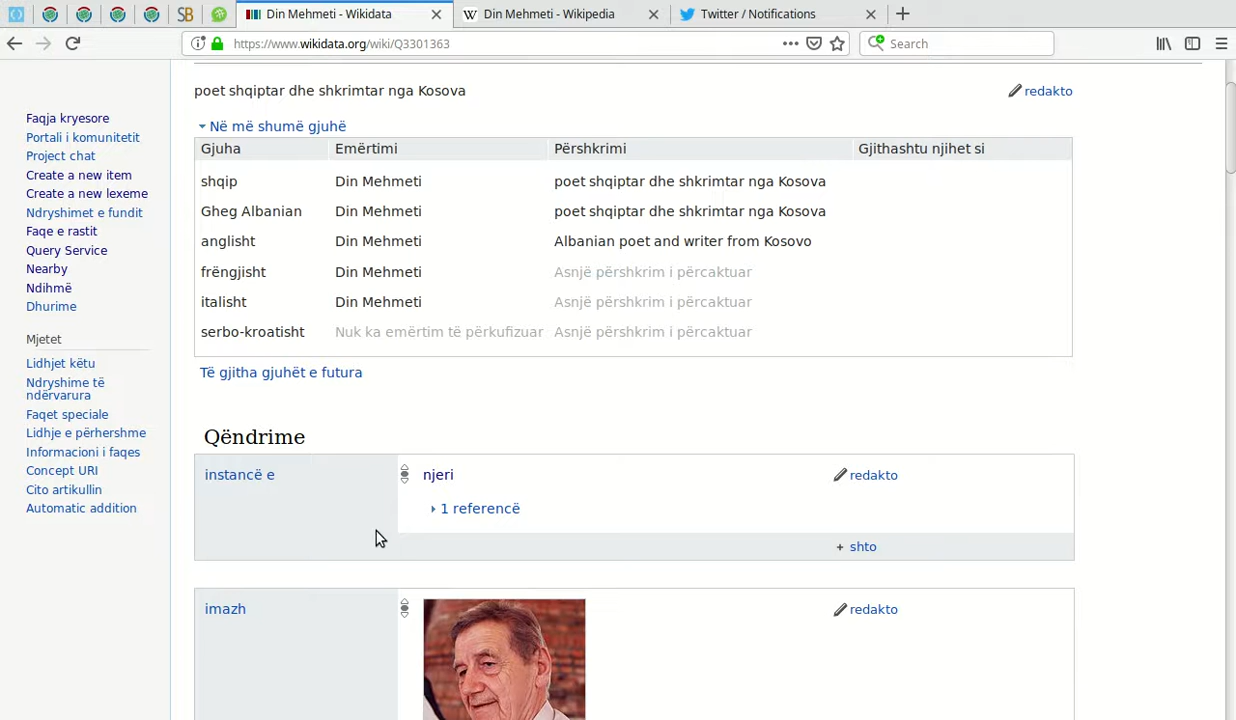 Din Mehmeti - Wikidata
Din Mehmeti - Wikipedia
Twitter / Notifications
https://www.wikidata.org/wiki/Q3301363
Search
poet shqiptar dhe shkrimtar nga Kosova
redakto
Në më shumë gjuhë
Gjuha Emërtimi Përshkrimi Gjithashtu njihet si
shqip Din Mehmeti poet shqiptar dhe shkrimtar nga Kosova
Gheg Albanian Din Mehmeti poet shqiptar dhe shkrimtar nga Kosova
anglisht Din Mehmeti Albanian poet and writer from Kosovo
frëngjisht Din Mehmeti Asnjë përshkrim i përcaktuar
italisht Din Mehmeti Asnjë përshkrim i përcaktuar
serbo-kroatisht Nuk ka emërtim të përkufizuar Asnjë përshkrim i përcaktuar
Të gjitha gjuhët e futura
Qëndrime
instancë e
njeri
redakto
1 referencë
+ shto
imazh
redakto
Faqja kryesore
Portali i komunitetit
Project chat
Create a new item
Create a new lexeme
Ndryshimet e fundit
Faqe e rastit
Query Service
Nearby
Ndihmë
Dhurime
Mjetet
Lidhjet këtu
Ndryshime të
ndërvarura
Faqet speciale
Lidhje e përhershme
Informacioni i faqes
Concept URI
Cito artikullin
Automatic addition
SB
W